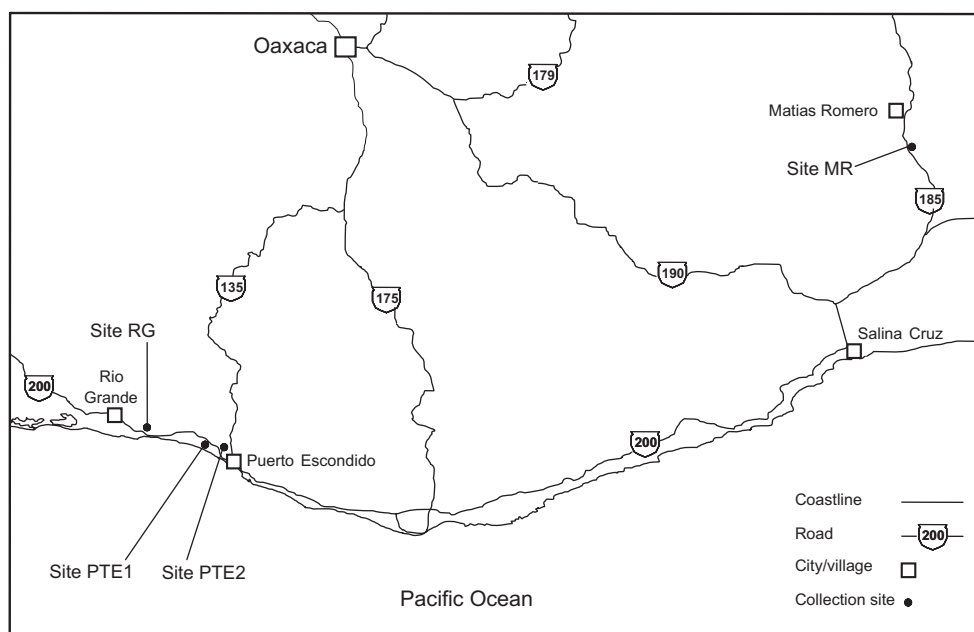 Oaxaca
179
Matias Romero
Site MR
185
190
135
175
Site RG
Salina Cruz
Rio
Grande
200
200
Puerto Escondido
Coastline
Road
200
Site PTE1
Site PTE2
City/village
Pacific Ocean
Collection site